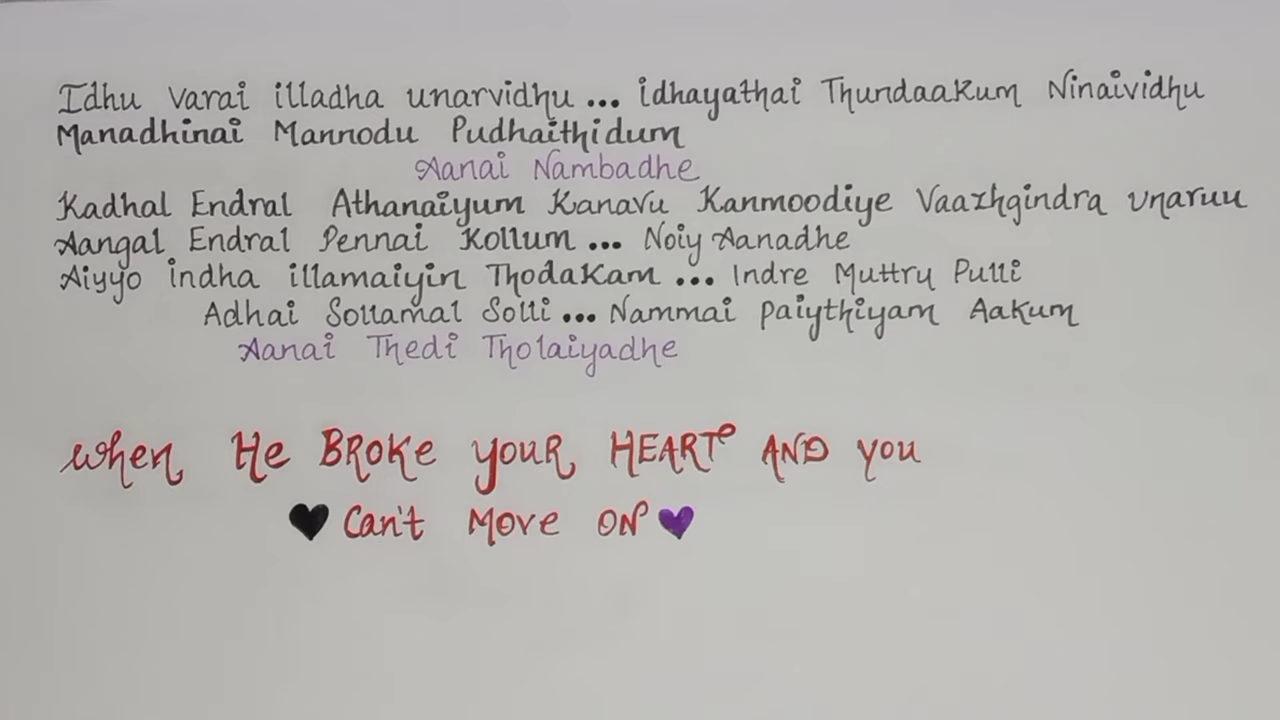 Idhu varai illadha unarvidhu ... idhayathai Thundaakum Ninaividhu
Manadhinai Mannodu Pudhaithidum
Aanai Nambadhe
Kadhal Endral Athanaiyum Kanavu Kanmoodiye Vaazhgindra unaruu
Aangal Endral Pennai Kollum ... Noiy Aanadhe
Aiyyo indha illamaiyin Thodakam ... Indre Muttru Pulli
Adhai Sollamal Solli ... Nammai paiythiyam Aakum
Aanai Thedi Tholaiyadhe
when He BROKe YOUR HEART AND you
🖤 Can't Move ON 💜